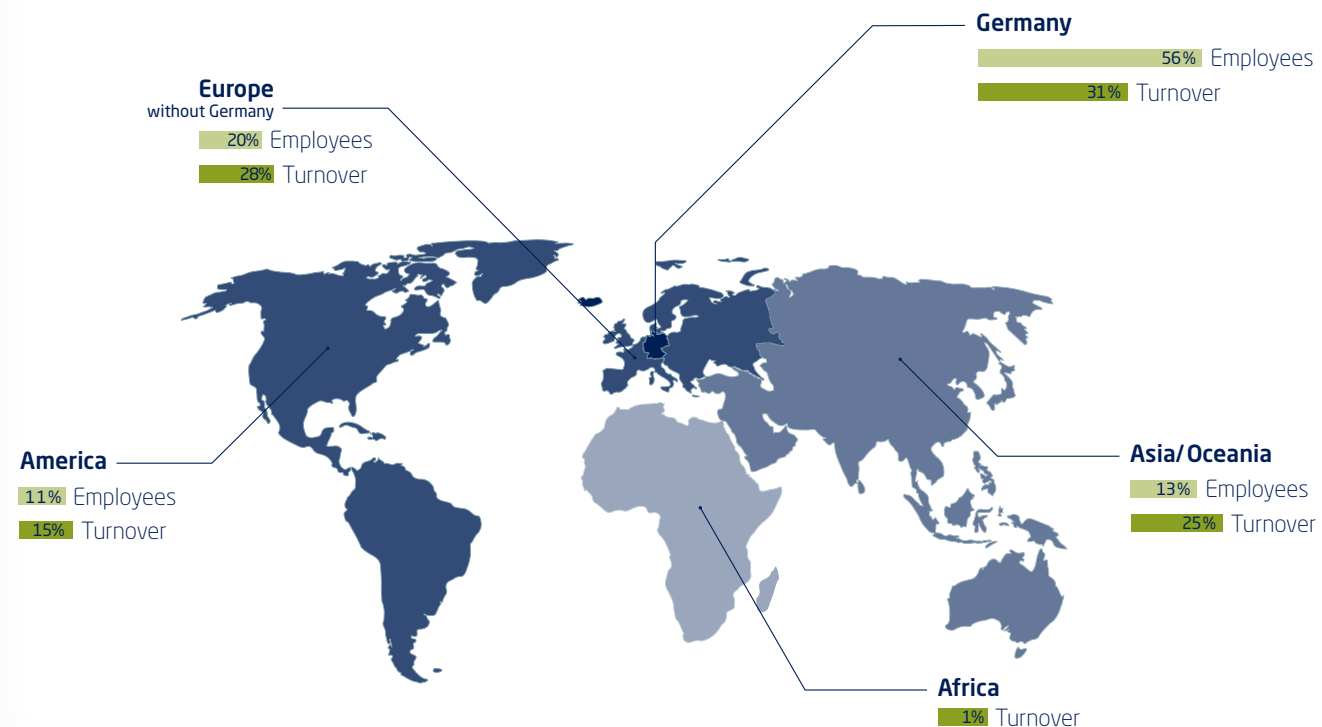 Germany
56% Employees
31% Turnover
Europe
without Germany
20% Employees
28% Turnover
America
11% Employees
15% Turnover
Asia/Oceania
13% Employees
25% Turnover
Africa
1% Turnover